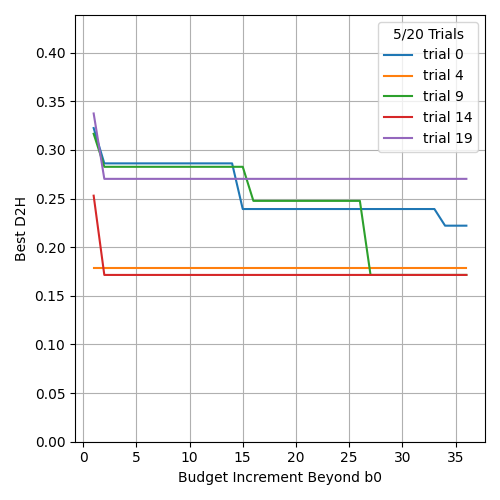 5/20 Trials
trial 0
trial 4
trial 9
trial 14
trial 19
0.40
0.35
0.30
0.25
0.20
0.15
0.10
0.05
0.00
Best D2H
0 5 10 15 20 25 30 35
Budget Increment Beyond b0